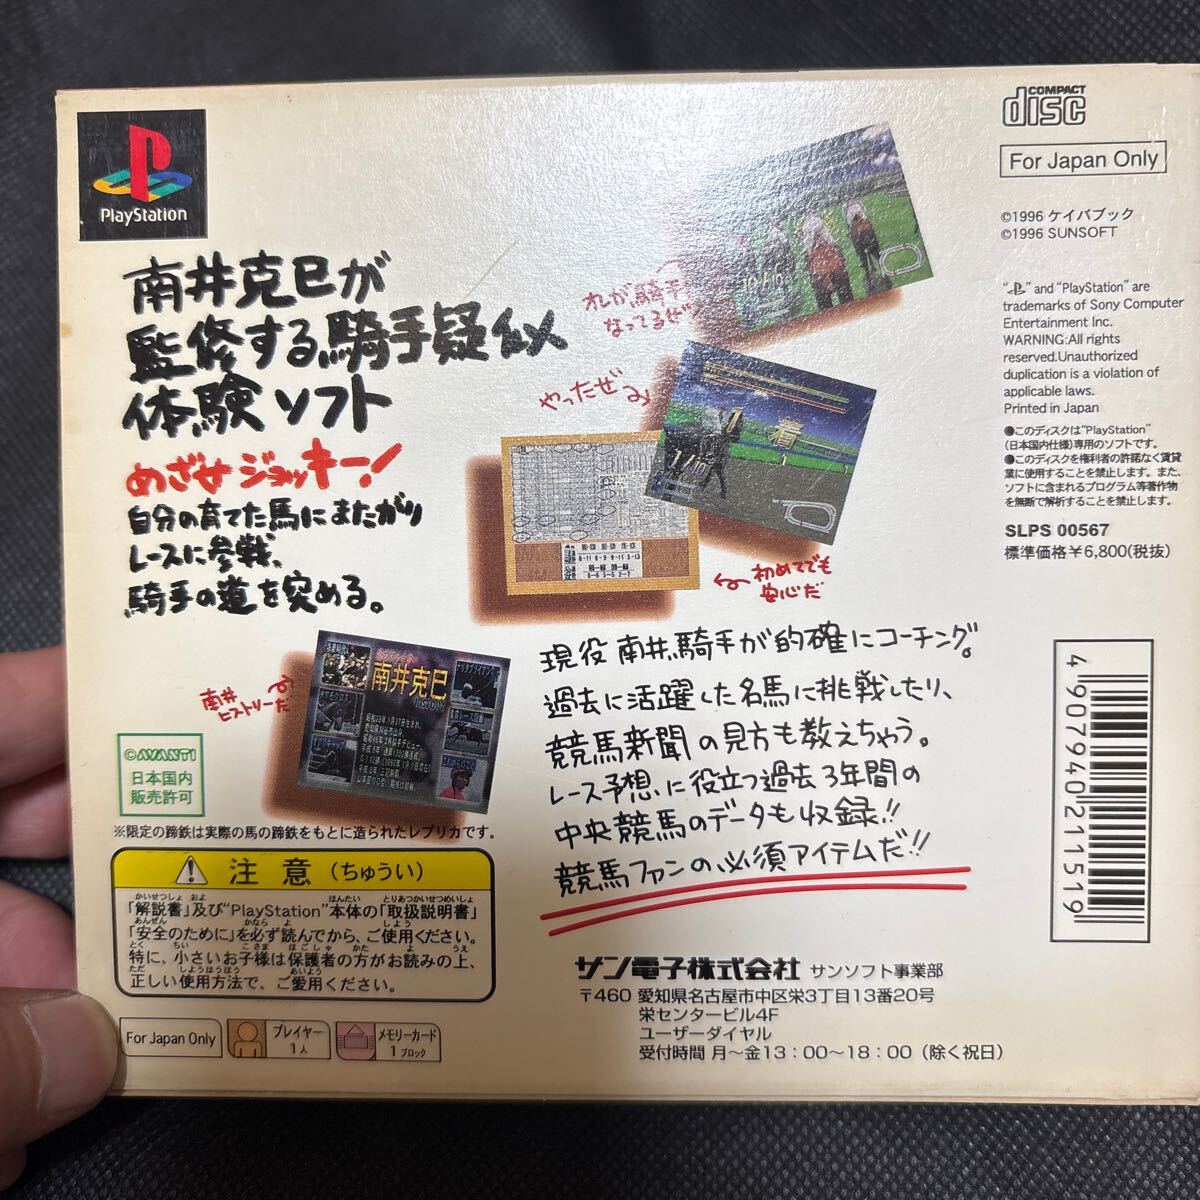 PlayStation
COMPACT
disc
For Japan Only
©1996 ケイバブック
©1996 SUNSOFT
南井克巳が
監修する騎手疑似
体験ソフト
めざせジョッキー!
自分の育てた馬にまたがり
レースに参戦、
騎手の道を突める。
オレが騎手に
なってるぜッ
やったぜ
1着
初めてでも
安心だ
南井
ヒストリーだ
南井克巳
現役南井騎手が的確にコーチング。
過去に活躍した名馬に挑戦したり、
競馬新聞の見方も教えちゃう。
レース予想に役立つ過去3年間の
中央競馬のデータも収録!!
競馬ファンの必須アイテムだ!!
" " and "PlayStation" are
trademarks of Sony Computer
Entertainment Inc.
WARNING:All rights
reserved.Unauthorized
duplication is a violation of
applicable laws.
Printed in Japan
●このディスクは"PlayStation"
(日本国内仕様)専用のソフトです。
●このディスクを権利者の許諾なく賃貸
業に使用することを禁止します。また、
ソフトに含まれるプログラム等著作物
を無断で解析することを禁止します。
SLPS 00567
標準価格¥6,800(税抜)
4907940211519
©AVANTI
日本国内
販売許可
※限定の蹄鉄は実際の馬の蹄鉄をもとに造られたレプリカです。
注意(ちゅうい)
「解説書」及び"PlayStation"本体の「取扱説明書」
「安全のために」を必ず読んでから、ご使用ください。
特に、小さいお子様は保護者の方がお読みの上、
正しい使用方法で、ご愛用ください。
For Japan Only
プレイヤー
1人
メモリーカード
1ブロック
サン電子株式会社 サンソフト事業部
〒460 愛知県名古屋市中区栄3丁目13番20号
栄センタービル4F
ユーザーダイヤル
受付時間 月〜金13:00〜18:00(除く祝日)